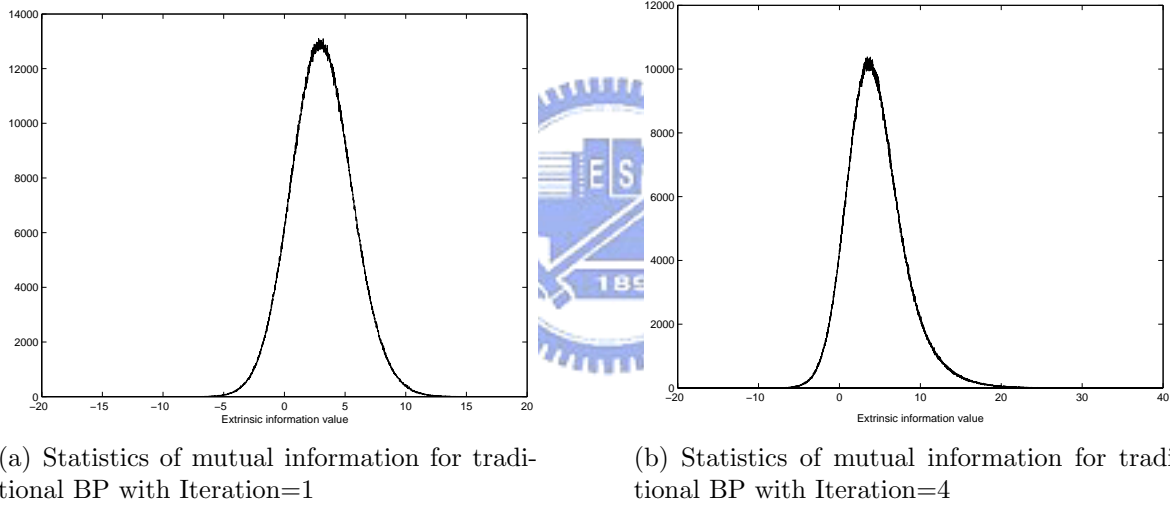 14000
12000
10000
8000
6000
4000
2000
0
−20 −15 −10 −5 0 5 10 15 20
Extrinsic information value
(a) Statistics of mutual information for tradi-
tional BP with Iteration=1
12000
10000
8000
6000
4000
2000
0
−20 −10 0 10 20 30 40
Extrinsic information value
(b) Statistics of mutual information for tradi
tional BP with Iteration=4
E S
189